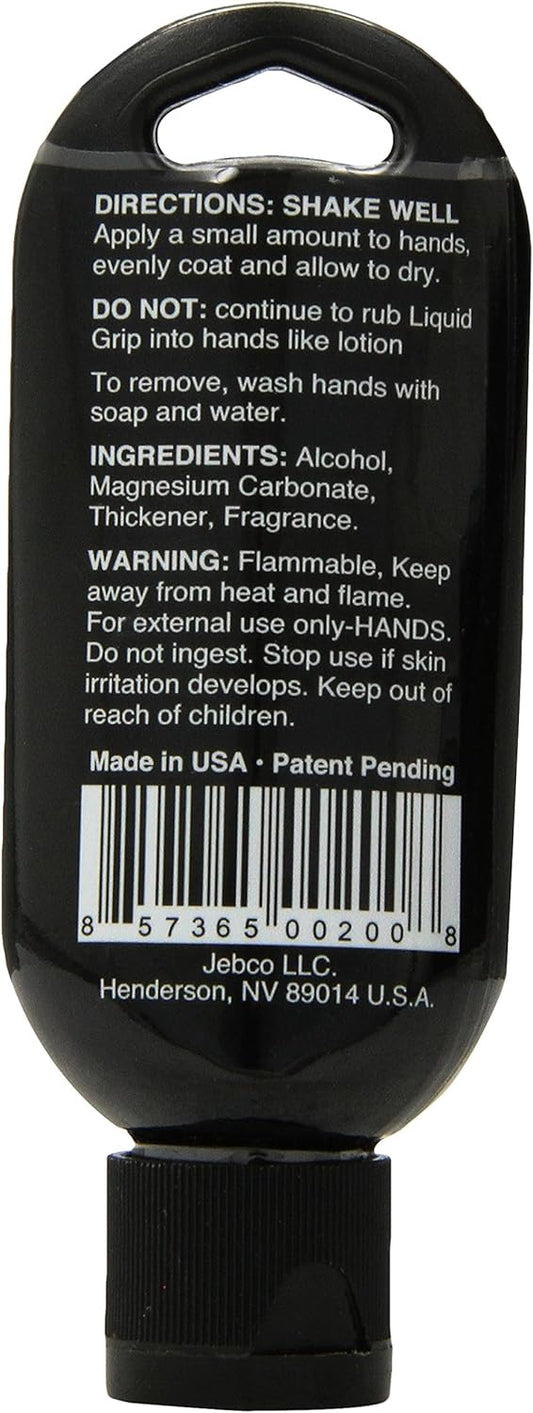 DIRECTIONS: SHAKE WELL
Apply a small amount to hands,
evenly coat and allow to dry.
DO NOT: continue to rub Liquid
Grip into hands like lotion
To remove, wash hands with
soap and water.
INGREDIENTS: Alcohol,
Magnesium Carbonate,
Thickener, Fragrance.
WARNING: Flammable, Keep
away from heat and flame.
For external use only-HANDS.
Do not ingest. Stop use if skin
irritation develops. Keep out of
reach of children.
Made in USA • Patent Pending
8 57365 00200 8
Jebco LLC.
Henderson, NV 89014 U.S.A.